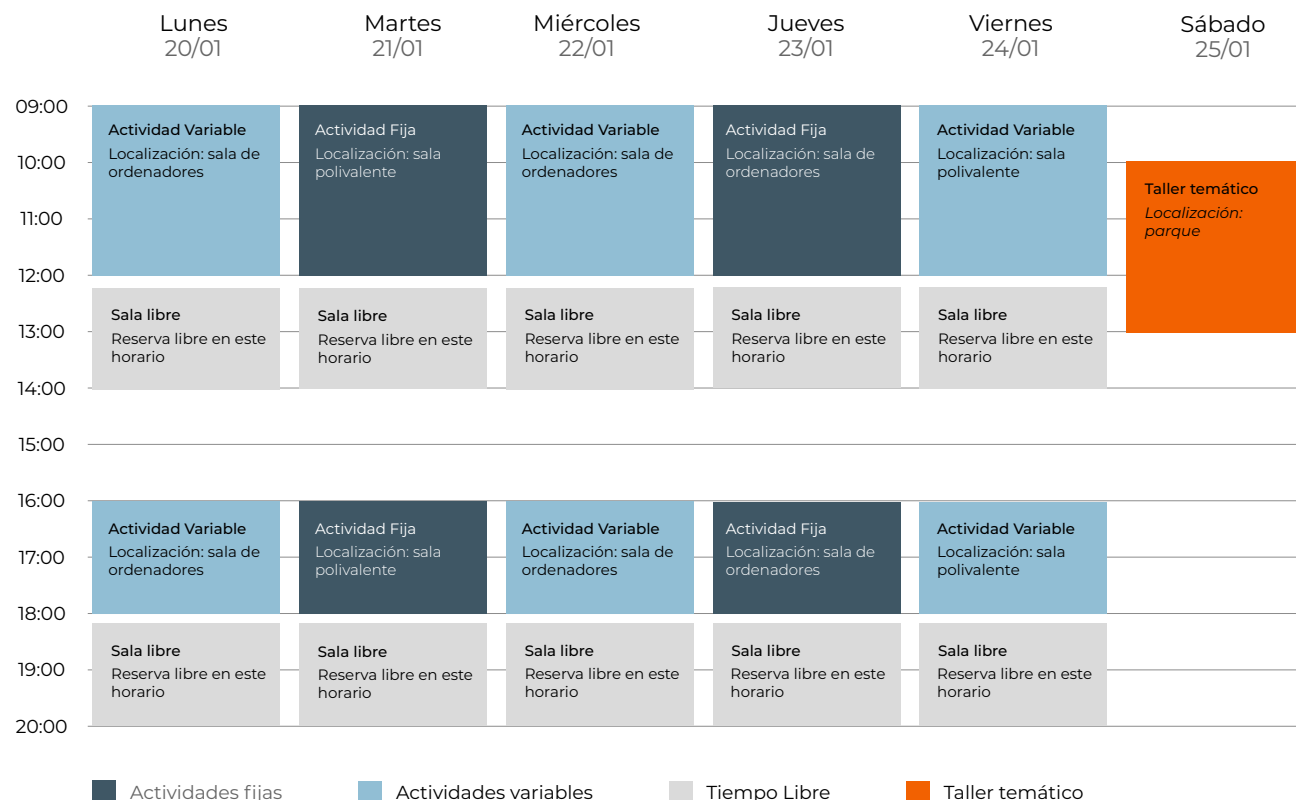 Lunes
20/01
Martes
21/01
Miércoles
22/01
Jueves
23/01
Viernes
24/01
Sábado
25/01
09:00
10:00
11:00
12:00
13:00
14:00
15:00
16:00
17:00
18:00
19:00
20:00
Actividad Variable
Localización: sala de
ordenadores
Actividad Fija
Localización: sala
polivalente
Actividad Variable
Localización: sala de
ordenadores
Actividad Fija
Localización: sala de
ordenadores
Actividad Variable
Localización: sala
polivalente
Taller temático
Localización:
parque
Sala libre
Reserva libre en este
horario
Sala libre
Reserva libre en este
horario
Sala libre
Reserva libre en este
horario
Sala libre
Reserva libre en este
horario
Sala libre
Reserva libre en este
horario
Actividad Variable
Localización: sala de
ordenadores
Actividad Fija
Localización: sala
polivalente
Actividad Variable
Localización: sala de
ordenadores
Actividad Fija
Localización: sala de
ordenadores
Actividad Variable
Localización: sala
polivalente
Sala libre
Reserva libre en este
horario
Sala libre
Reserva libre en este
horario
Sala libre
Reserva libre en este
horario
Sala libre
Reserva libre en este
horario
Sala libre
Reserva libre en este
horario
Actividades fijas
Actividades variables
Tiempo Libre
Taller temático